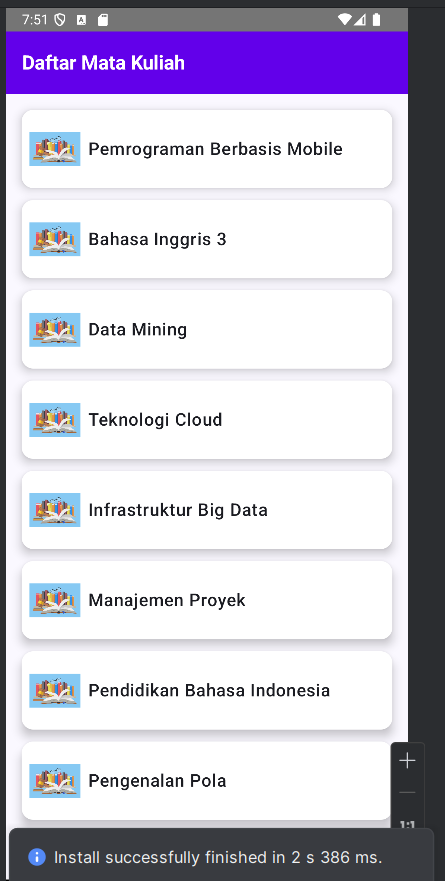 7:51
Daftar Mata Kuliah
Pemrograman Berbasis Mobile
Bahasa Inggris 3
Data Mining
Teknologi Cloud
Infrastruktur Big Data
Manajemen Proyek
Pendidikan Bahasa Indonesia
Pengenalan Pola
1:1
Install successfully finished in 2 s 386 ms.